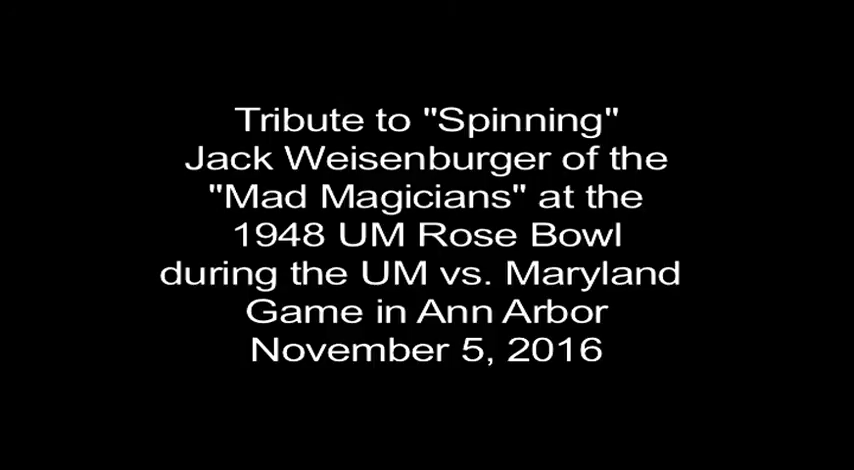 Tribute to "Spinning"
Jack Weisenburger of the
"Mad Magicians" at the
1948 UM Rose Bowl
during the UM vs. Maryland
Game in Ann Arbor
November 5, 2016